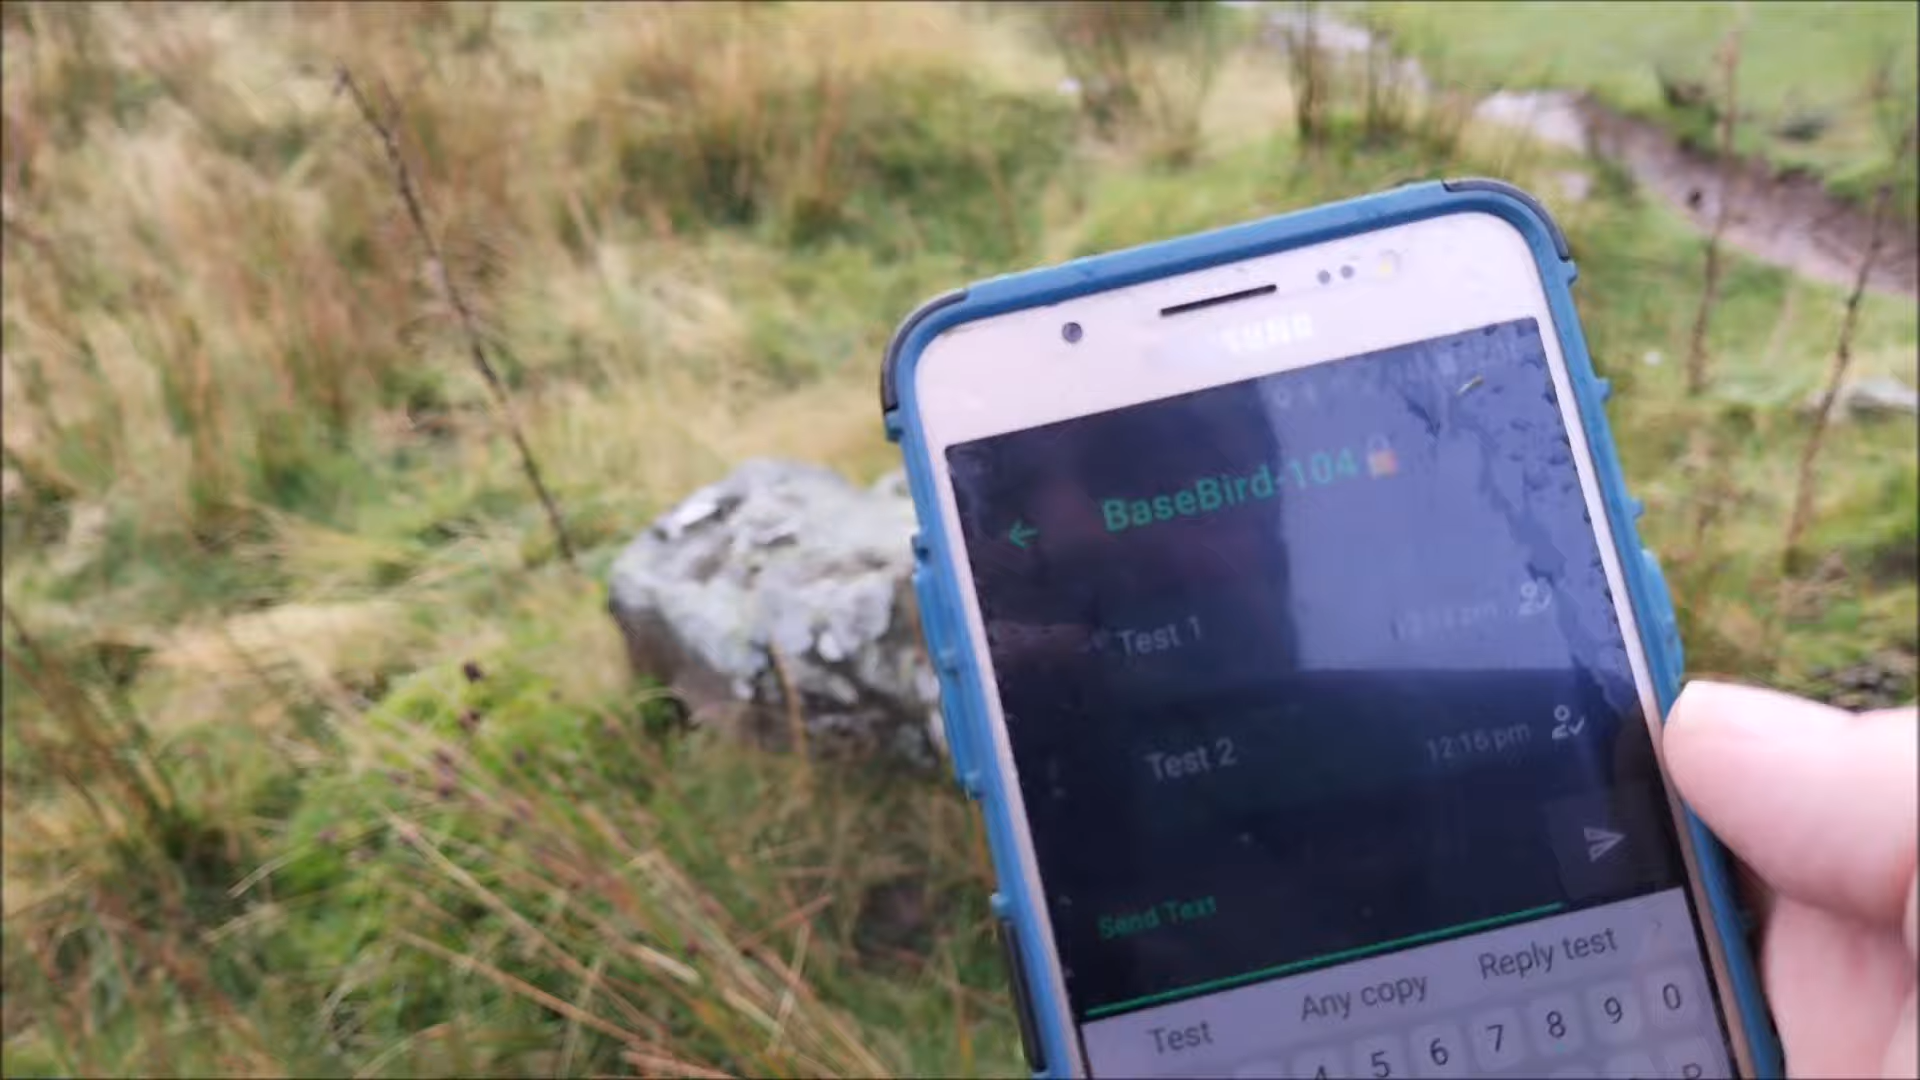 BaseBird-104🔒
Test 1
Test 2 12:16 pm
Send Text
Test Any copy Reply test
4 5 6 7 8 9 0